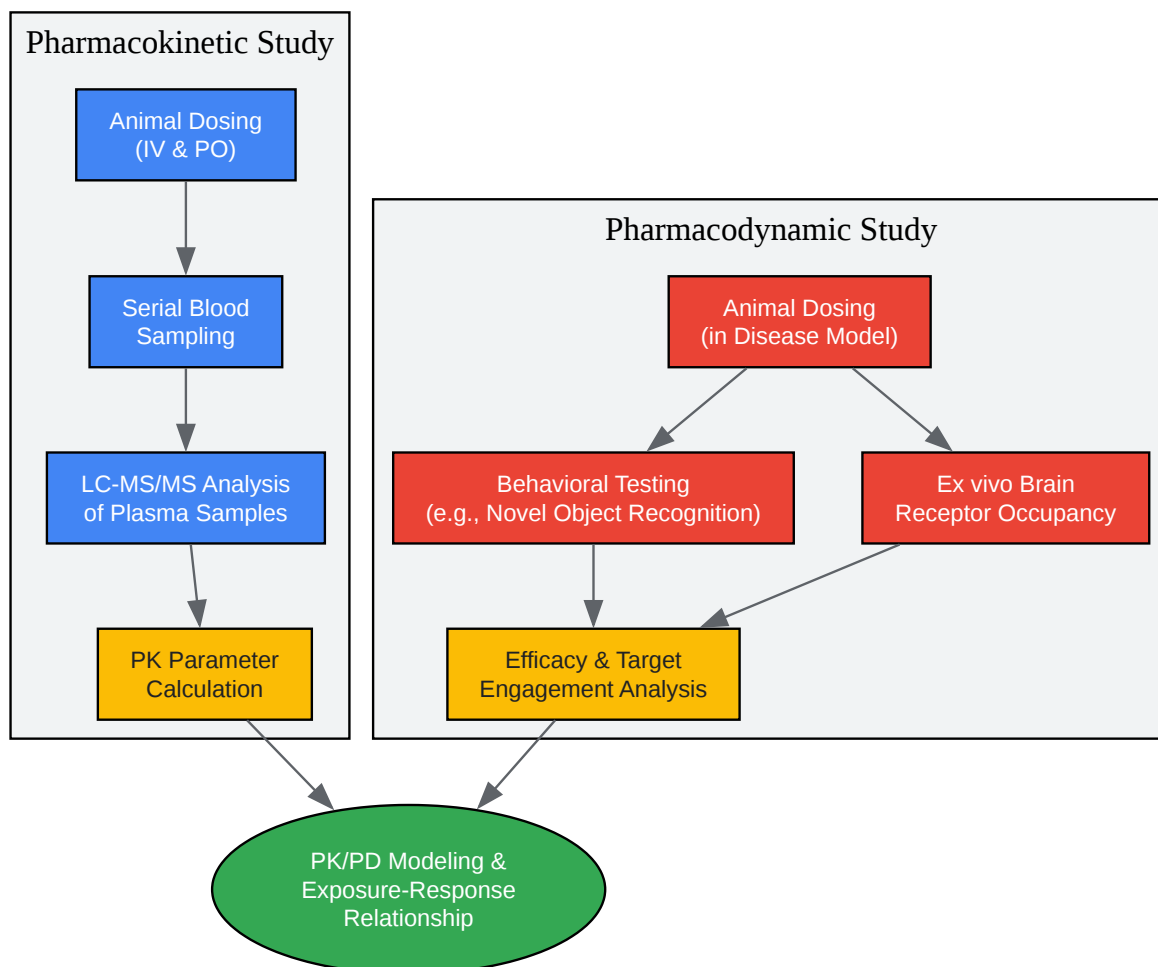 Pharmacokinetic Study
Animal Dosing
(IV & PO)
Serial Blood
Sampling
LC-MS/MS Analysis
of Plasma Samples
PK Parameter
Calculation
Pharmacodynamic Study
Animal Dosing
(in Disease Model)
Behavioral Testing
(e.g., Novel Object Recognition)
Ex vivo Brain
Receptor Occupancy
Efficacy & Target
Engagement Analysis
PK/PD Modeling &
Exposure-Response
Relationship